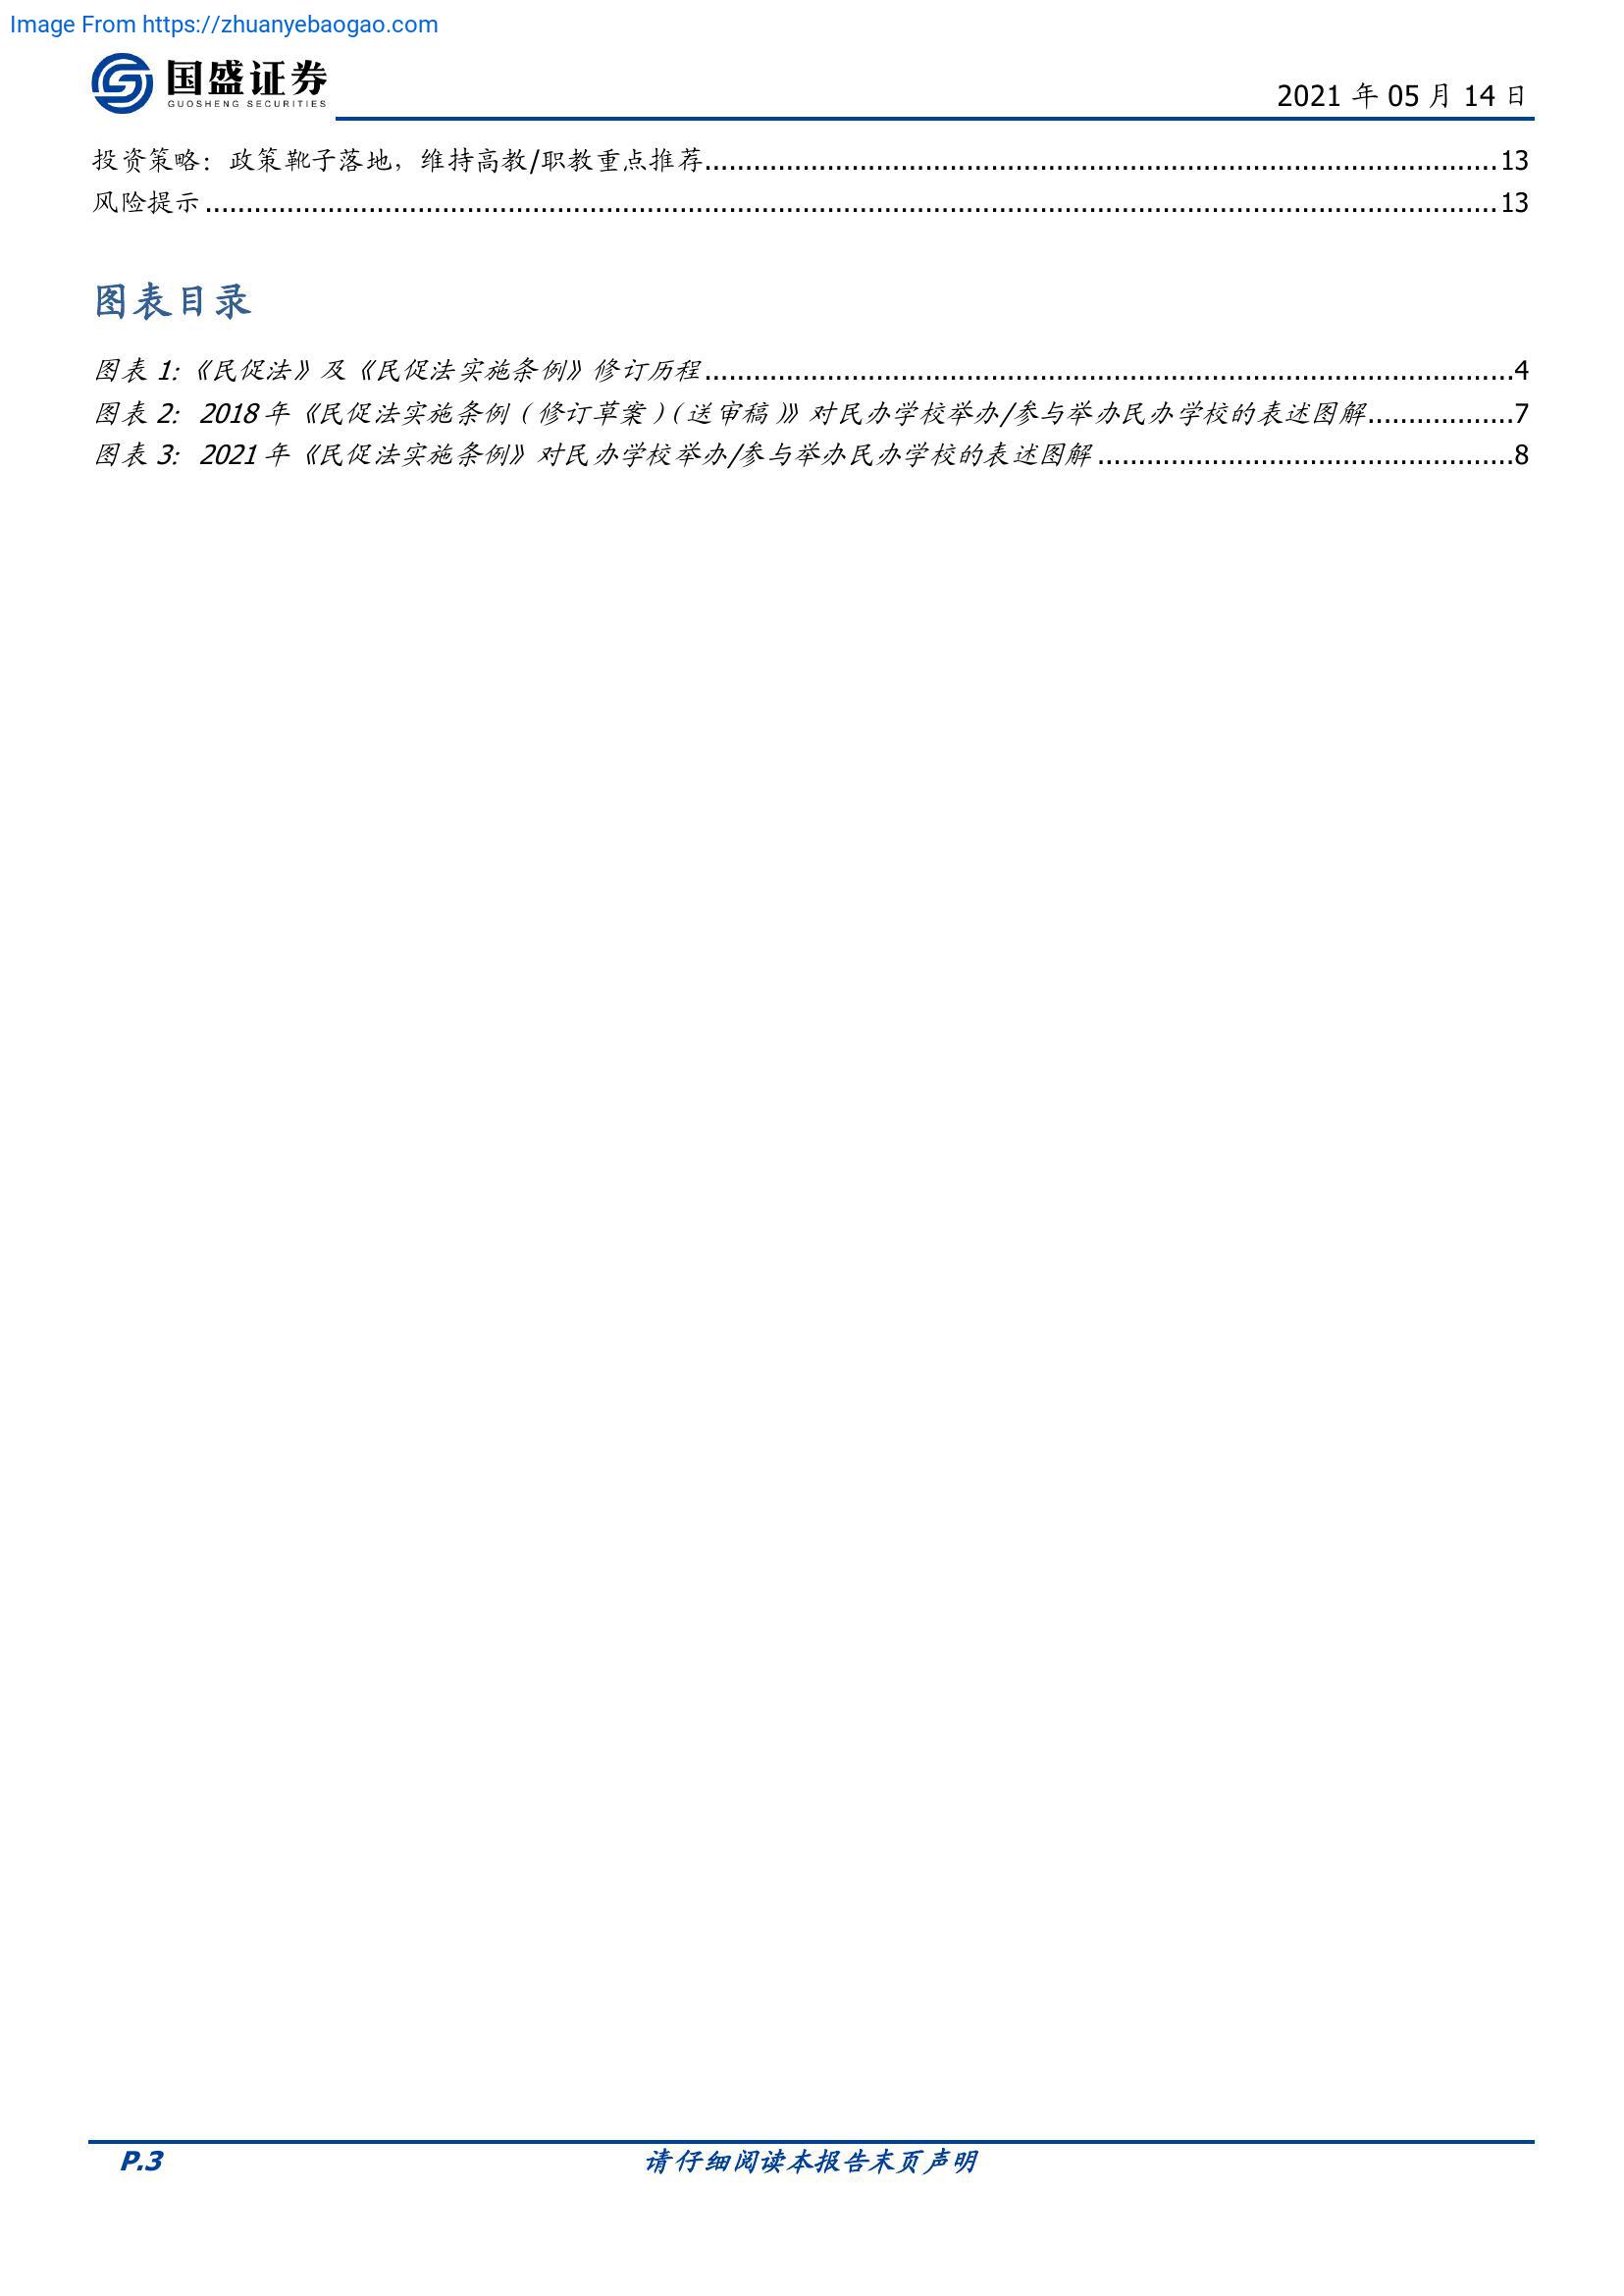 Image From https://zhuanyebaogao.com
国盛证券
GUOSHENG SECURITIES
2021 年 05 月 14 日
投资策略：政策靴子落地，维持高教/职教重点推荐.......................................................................................................13
风险提示.......................................................................................................................................................13
图表目录
图表 1:《民促法》及《民促法实施条例》修订历程.......................................................................................................4
图表 2: 2018 年《民促法实施条例（修订草案）（送审稿）》对民办学校举办/参与举办民办学校的表述图解..................7
图表 3: 2021 年《民促法实施条例》对民办学校举办/参与举办民办学校的表述图解...................................................8
P.3
请仔细阅读本报告末页声明